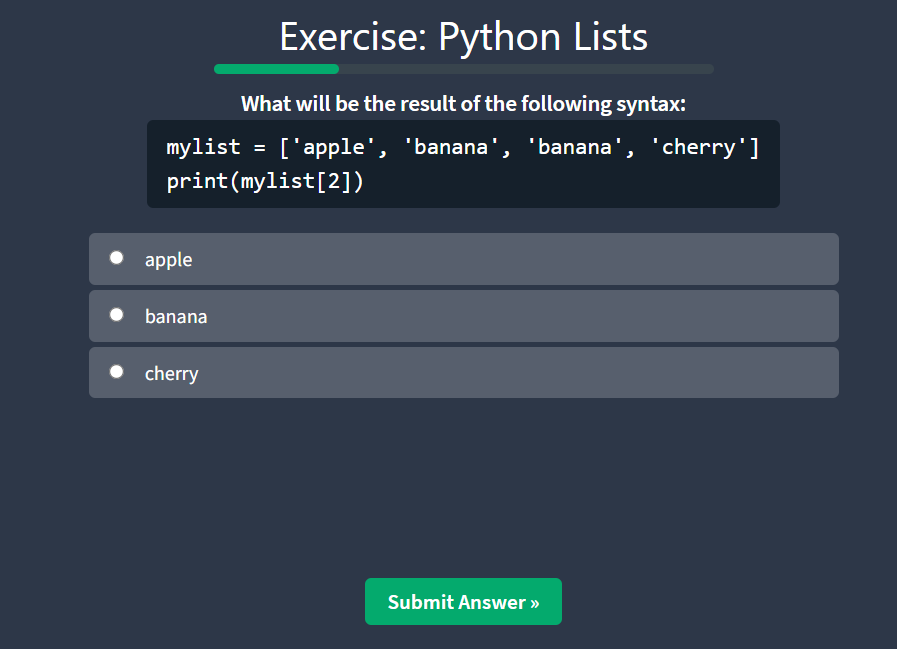 Exercise: Python Lists
What will be the result of the following syntax:
mylist = ['apple', 'banana', 'banana', 'cherry']
print(mylist[2])
apple
banana
cherry
Submit Answer »